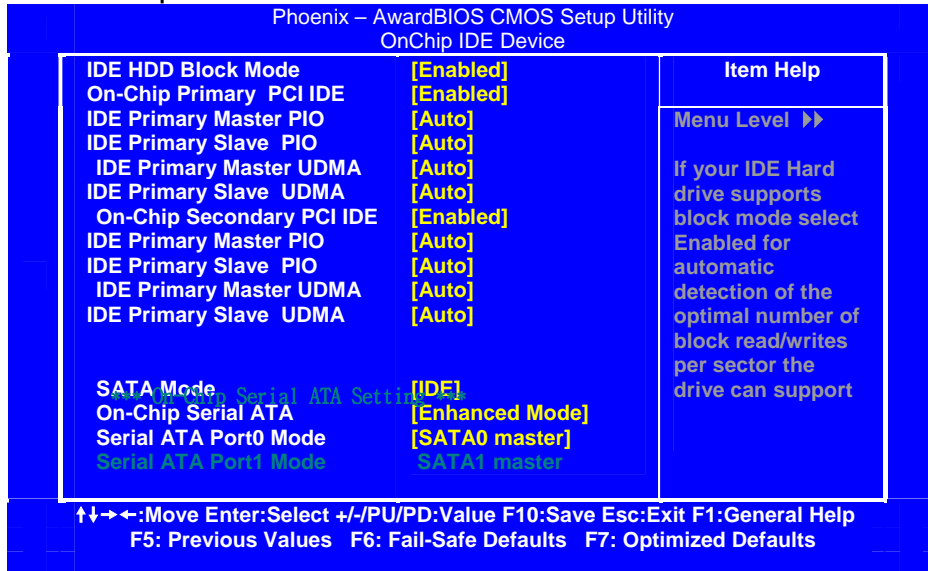 Phoenix – AwardBIOS CMOS Setup Utility
OnChip IDE Device
IDE HDD Block Mode [Enabled]
On-Chip Primary PCI IDE [Enabled]
IDE Primary Master PIO [Auto]
IDE Primary Slave PIO [Auto]
IDE Primary Master UDMA [Auto]
IDE Primary Slave UDMA [Auto]
On-Chip Secondary PCI IDE [Enabled]
IDE Primary Master PIO [Auto]
IDE Primary Slave PIO [Auto]
IDE Primary Master UDMA [Auto]
IDE Primary Slave UDMA [Auto]
*** On-Chip Serial ATA Setting ***
SATA Mode [IDE]
On-Chip Serial ATA [Enhanced Mode]
Serial ATA Port0 Mode [SATA0 master]
Serial ATA Port1 Mode SATA1 master
Item Help
Menu Level
If your IDE Hard
drive supports
block mode select
Enabled for
automatic
detection of the
optimal number of
block read/writes
per sector the
drive can support
↑↓→←:Move Enter:Select +/-/PU/PD:Value F10:Save Esc:Exit F1:General Help
F5: Previous Values F6: Fail-Safe Defaults F7: Optimized Defaults